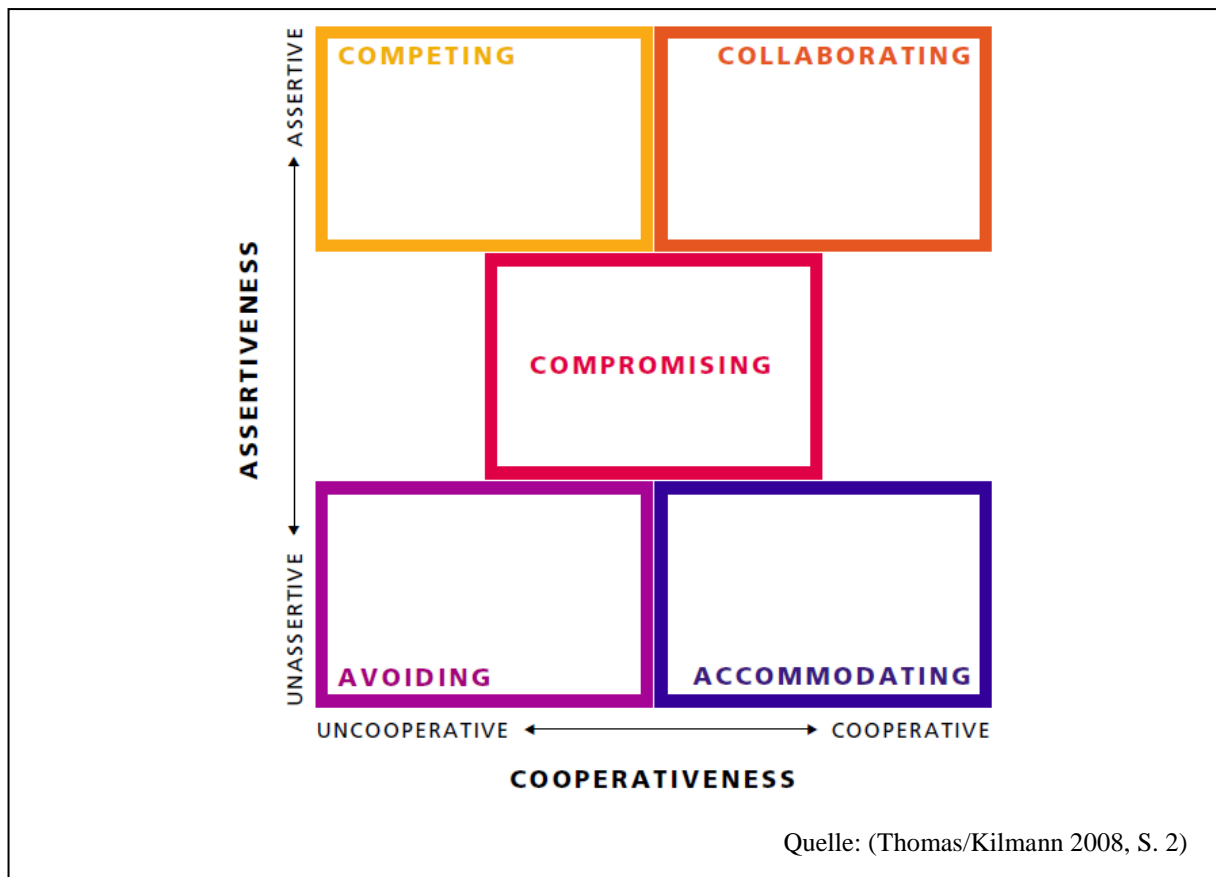 COMPETING
COLLABORATING
ASSERTIVE
ASSERTIVENESS
COMPROMISING
UNASSERTIVE
AVOIDING
ACCOMMODATING
UNCOOPERATIVE
COOPERATIVE
COOPERATIVENESS
Quelle: (Thomas/Kilmann 2008, S. 2)